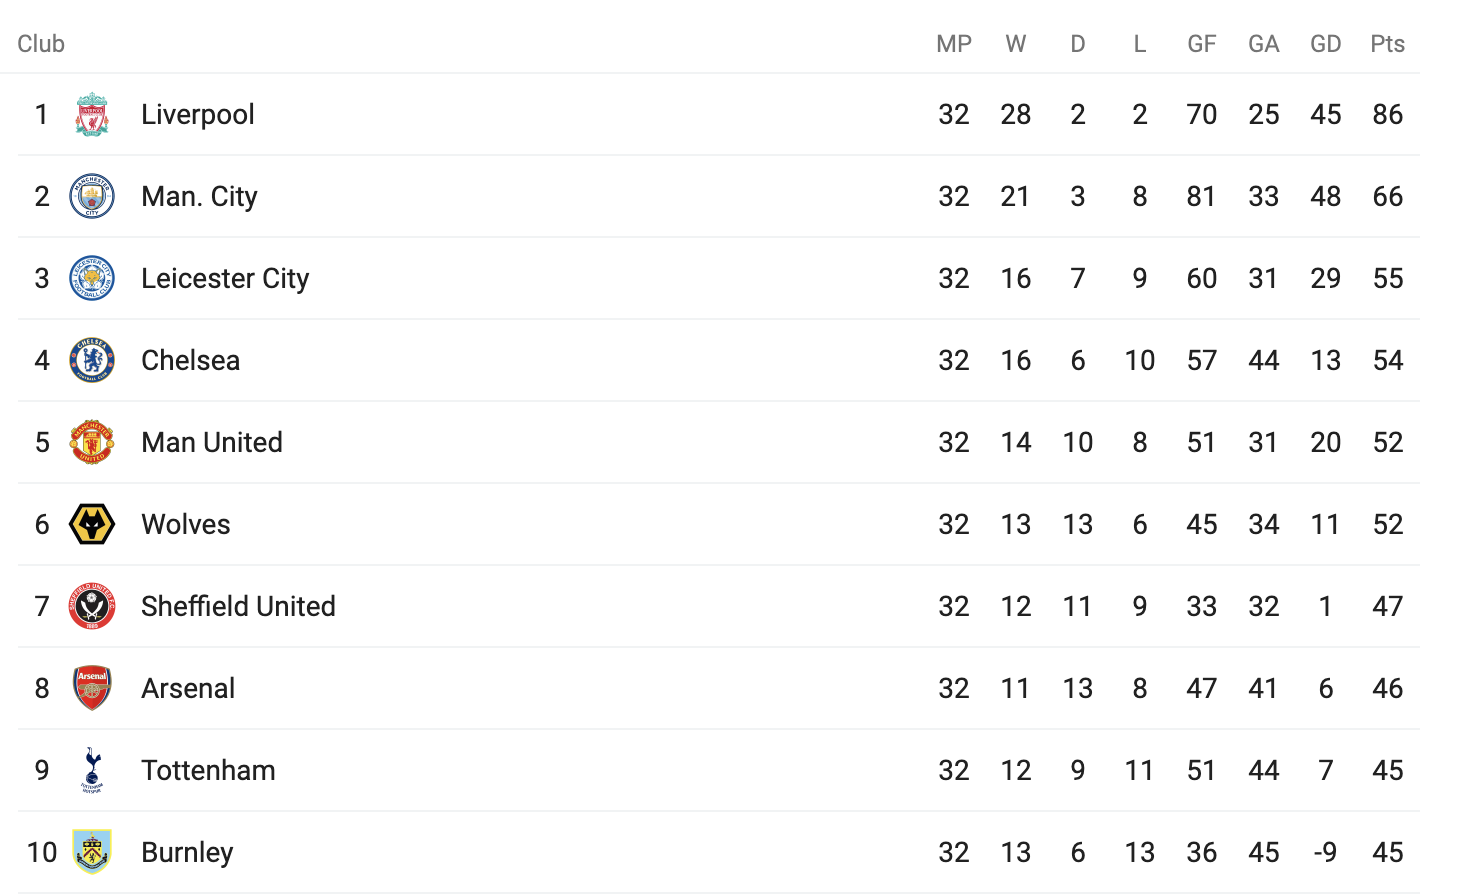 Club MP W D L GF GA GD Pts
1 Liverpool 32 28 2 2 70 25 45 86
2 Man. City 32 21 3 8 81 33 48 66
3 Leicester City 32 16 7 9 60 31 29 55
4 Chelsea 32 16 6 10 57 44 13 54
5 Man United 32 14 10 8 51 31 20 52
6 Wolves 32 13 13 6 45 34 11 52
7 Sheffield United 32 12 11 9 33 32 1 47
8 Arsenal 32 11 13 8 47 41 6 46
9 Tottenham 32 12 9 11 51 44 7 45
10 Burnley 32 13 6 13 36 45 -9 45